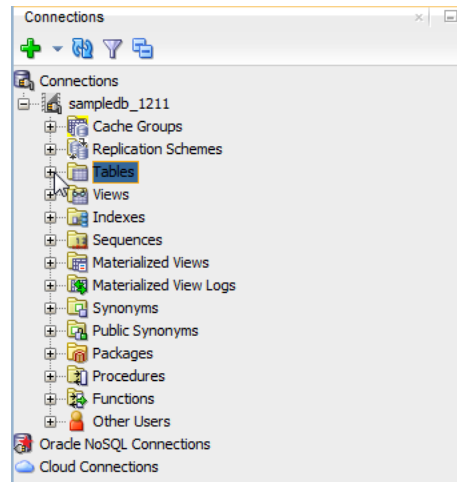 Connections
Connections
sampledb_1211
Cache Groups
Replication Schemes
Tables
Views
Indexes
Sequences
Materialized Views
Materialized View Logs
Synonyms
Public Synonyms
Packages
Procedures
Functions
Other Users
Oracle NoSQL Connections
Cloud Connections